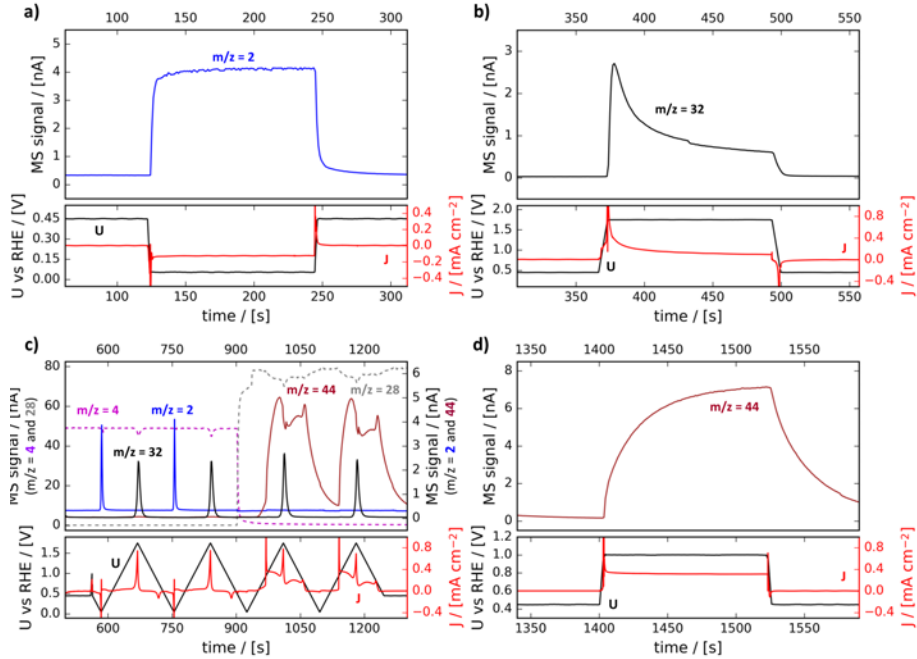 a)
100 150 200 250 300
m/z = 2
MS signal / [nA]
5
4
3
2
1
0
U vs RHE / [V]
0.45
0.30
0.15
0.00
U
J
0.4
0.2
0.0
−0.2
−0.4
J / [mA cm−2]
100 150 200 250 300
time / [s]
b)
350 400 450 500 550
m/z = 32
MS signal / [nA]
3
2
1
0
U vs RHE / [V]
2.0
1.5
1.0
0.5
U
J
0.8
0.4
0.0
−0.4
J / [mA cm−2]
350 400 450 500 550
time / [s]
c)
600 750 900 1050 1200
MS signal / [nA]
(m/z = 4 and 28)
80
60
40
20
0
m/z = 4
m/z = 2
m/z = 32
m/z = 44
m/z = 28
6
5
4
3
2
1
0
MS signal / [nA]
(m/z = 2 and 44)
U vs RHE / [V]
1.5
1.0
0.5
0.0
U
J
0.8
0.4
0.0
−0.4
J / [mA cm−2]
600 750 900 1050 1200
time / [s]
d)
1350 1400 1450 1500 1550
m/z = 44
MS signal / [nA]
8
6
4
2
0
U vs RHE / [V]
1.2
1.0
0.8
0.6
0.4
U
J
0.8
0.4
0.0
−0.4
J / [mA cm−2]
1350 1400 1450 1500 1550
time / [s]